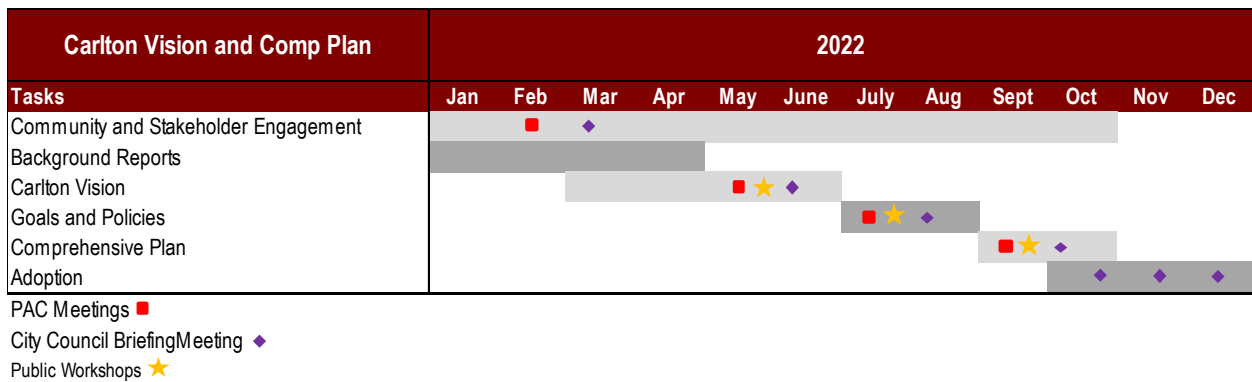 Carlton Vision and Comp Plan 2022
Tasks Jan Feb Mar Apr May June July Aug Sept Oct Nov Dec
Community and Stakeholder Engagement
Background Reports
Carlton Vision
Goals and Policies
Comprehensive Plan
Adoption
PAC Meetings
City Council BriefingMeeting
Public Workshops